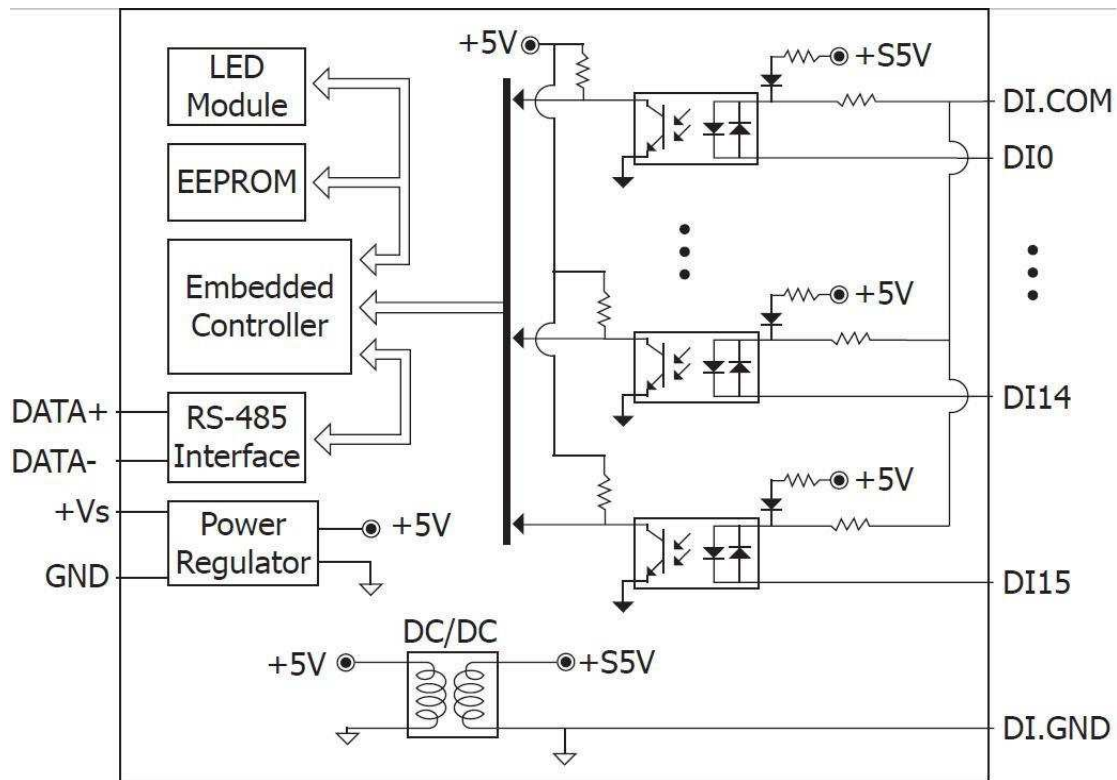 LED
Module
EEPROM
Embedded
Controller
RS-485
Interface
Power
Regulator
DATA+
DATA-
+Vs
GND
+5V
+5V
+S5V
DI.COM
DI0
+5V
DI14
+5V
DI15
DC/DC
+5V
+S5V
DI.GND